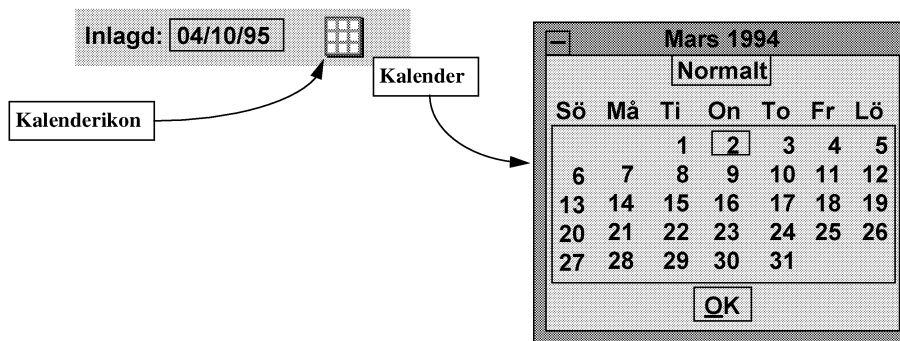 Inlagd: 04/10/95
Kalenderikon
Kalender
Mars 1994
Normalt
Sö Må Ti On To Fr Lö
1 2 3 4 5
6 7 8 9 10 11 12
13 14 15 16 17 18 19
20 21 22 23 24 25 26
27 28 29 30 31
OK